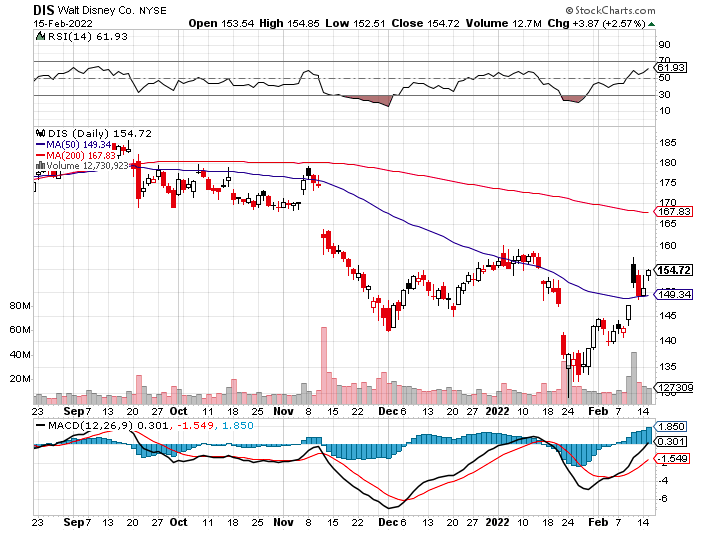 DIS Walt Disney Co. NYSE © StockCharts.com
15-Feb-2022 Open 153.54 High 154.85 Low 152.51 Close 154.72 Volume 12.7M Chg +3.87 (+2.57%)
RSI(14) 61.93
90
70
61.93
50
30
10
DIS (Daily) 154.72
MA(50) 149.34
MA(200) 167.83
Volume 12,730,923
185
180
175
170
167.83
165
160
154.72
149.34
145
140
135
127309
80M
60M
40M
20M
23 Sep 7 13 20 27 Oct 11 18 25 Nov 8 15 22 Dec 6 13 20 27 2022 10 18 24 Feb 7 14
MACD(12,26,9) 0.301, -1.549, 1.850
1.850
0.301
-1.549
-4
-6
23 Sep 7 13 20 27 Oct 11 18 25 Nov 8 15 22 Dec 6 13 20 27 2022 10 18 24 Feb 7 14